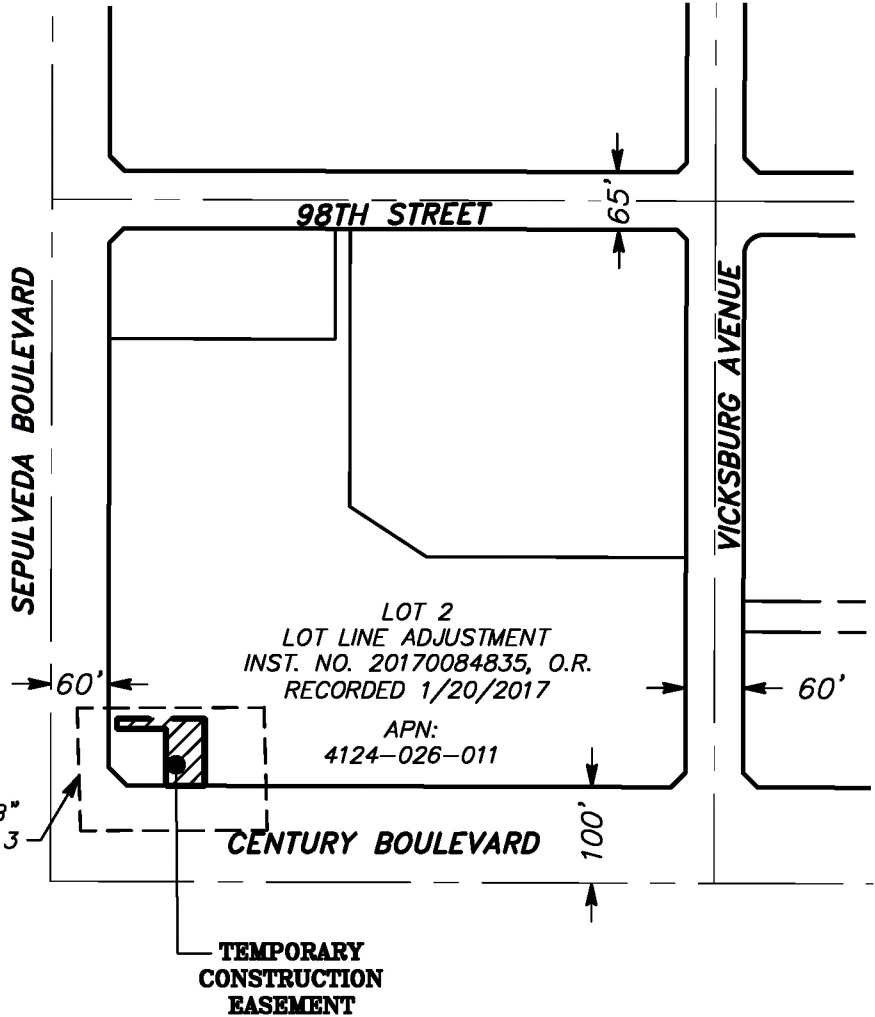 98TH STREET
65'
SEPULVEDA BOULEVARD
VICKSBURG AVENUE
LOT 2
LOT LINE ADJUSTMENT
INST. NO. 20170084835, O.R.
RECORDED 1/20/2017
60'
60'
APN:
4124-026-011
"
3
CENTURY BOULEVARD
100'
TEMPORARY
CONSTRUCTION
EASEMENT